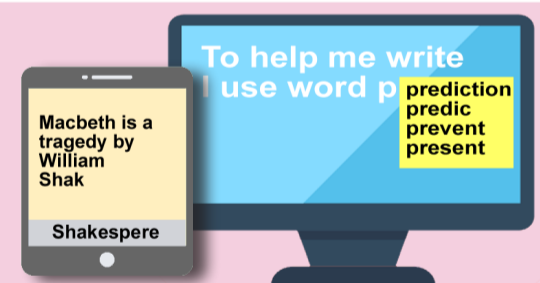 To help me write
I use word p
prediction
predic
prevent
present
Macbeth is a
tragedy by
William
Shak
Shakespere